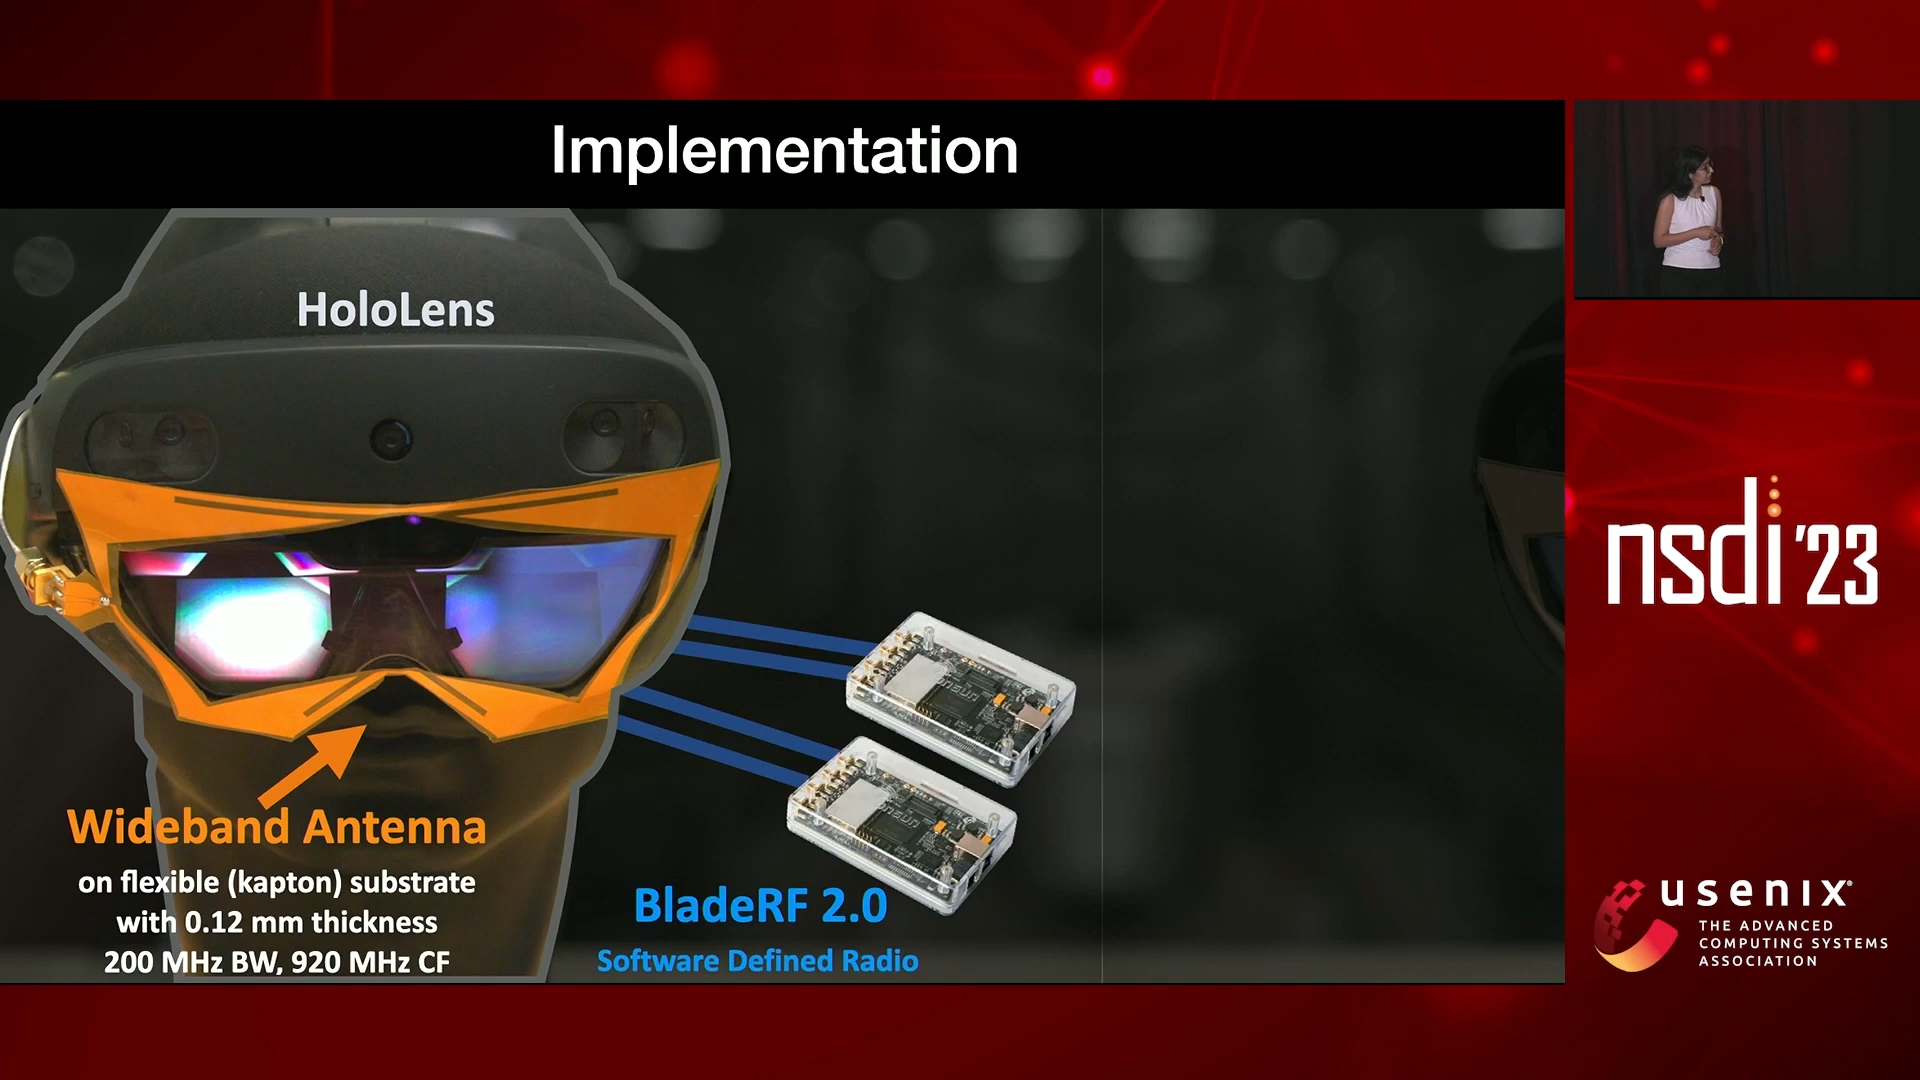 Implementation
HoloLens
Wideband Antenna
on flexible (kapton) substrate
with 0.12 mm thickness
200 MHz BW, 920 MHz CF
BladeRF 2.0
Software Defined Radio
nsdi '23
usenix®
THE ADVANCED
COMPUTING SYSTEMS
ASSOCIATION